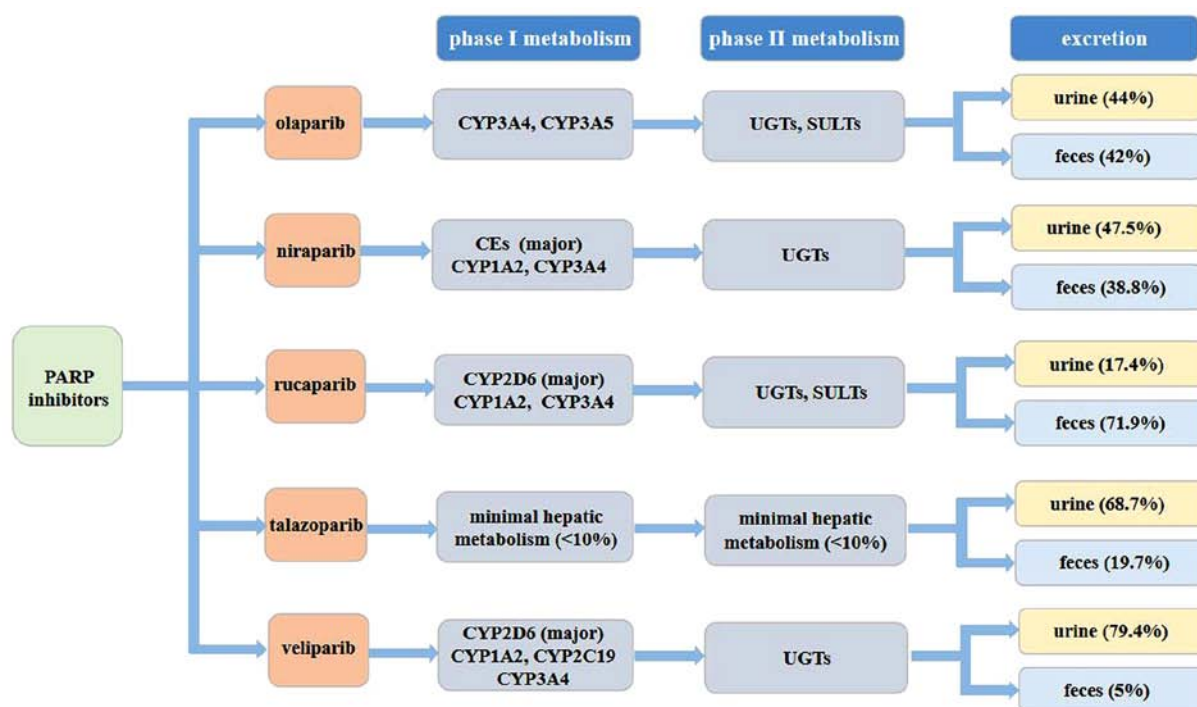 phase I metabolism
phase II metabolism
excretion
PARP
inhibitors
olaparib
CYP3A4, CYP3A5
UGTs, SULTs
urine (44%)
feces (42%)
niraparib
CEs (major)
CYP1A2, CYP3A4
UGTs
urine (47.5%)
feces (38.8%)
rucaparib
CYP2D6 (major)
CYP1A2, CYP3A4
UGTs, SULTs
urine (17.4%)
feces (71.9%)
talazoparib
minimal hepatic
metabolism (<10%)
minimal hepatic
metabolism (<10%)
urine (68.7%)
feces (19.7%)
veliparib
CYP2D6 (major)
CYP1A2, CYP2C19
CYP3A4
UGTs
urine (79.4%)
feces (5%)